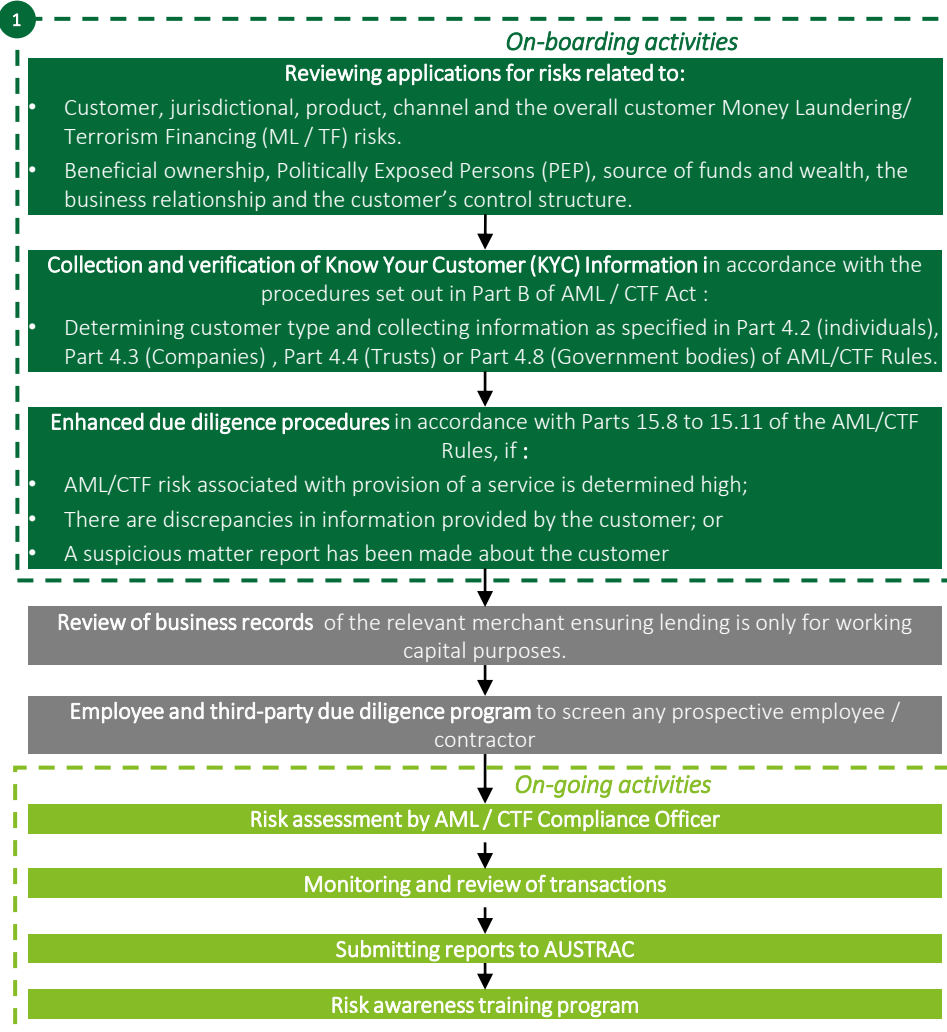 1
On-boarding activities
Reviewing applications for risks related to:
• Customer, jurisdictional, product, channel and the overall customer Money Laundering/
Terrorism Financing (ML / TF) risks.
• Beneficial ownership, Politically Exposed Persons (PEP), source of funds and wealth, the
business relationship and the customer's control structure.
Collection and verification of Know Your Customer (KYC) Information in accordance with the
procedures set out in Part B of AML / CTF Act :
• Determining customer type and collecting information as specified in Part 4.2 (individuals),
Part 4.3 (Companies) , Part 4.4 (Trusts) or Part 4.8 (Government bodies) of AML/CTF Rules.
Enhanced due diligence procedures in accordance with Parts 15.8 to 15.11 of the AML/CTF
Rules, if :
• AML/CTF risk associated with provision of a service is determined high;
• There are discrepancies in information provided by the customer; or
• A suspicious matter report has been made about the customer
Review of business records of the relevant merchant ensuring lending is only for working
capital purposes.
Employee and third-party due diligence program to screen any prospective employee /
contractor
On-going activities
Risk assessment by AML / CTF Compliance Officer
Monitoring and review of transactions
Submitting reports to AUSTRAC
Risk awareness training program